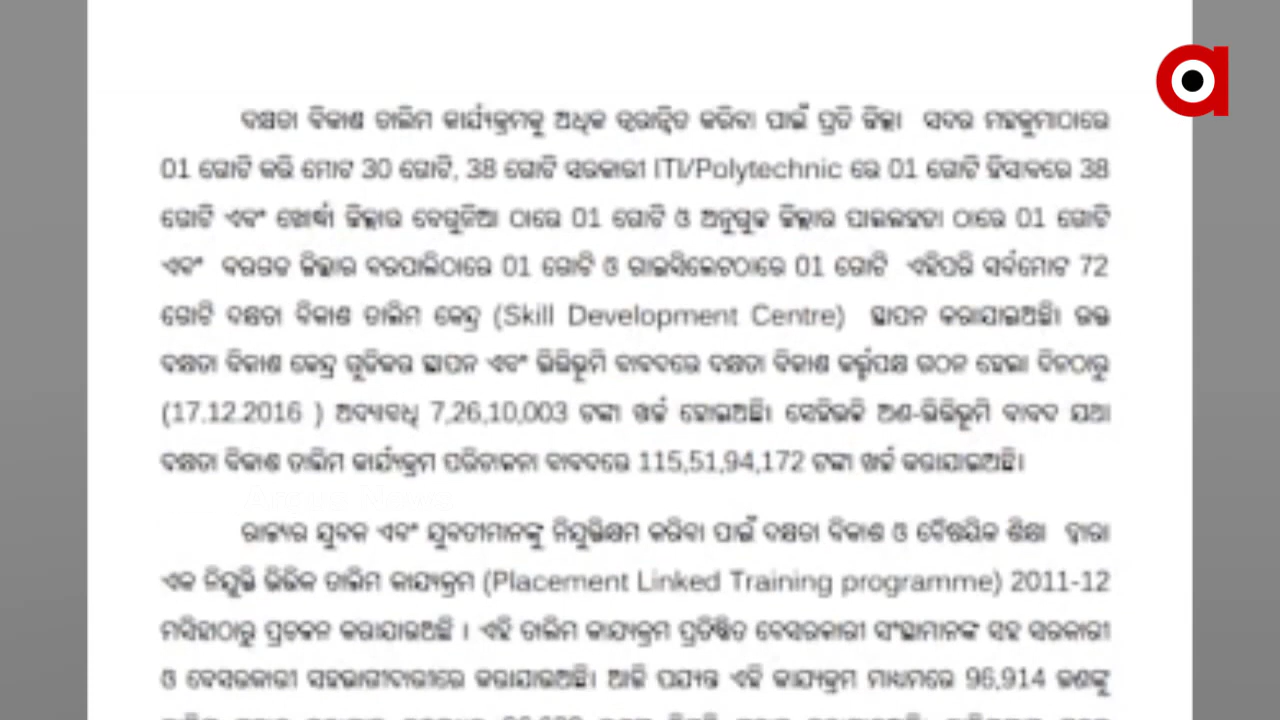 ଦକ୍ଷତା ବିକାଶ ତାଲିମ କାର୍ଯ୍ୟକ୍ରମକୁ ଅଧିକ ତ୍ୱରାନ୍ୱିତ କରିବା ପାଇଁ ପ୍ରତି ଜିଲ୍ଲା ସଦର ମହକୁମାଠାରେ
01 ଗୋଟି କରି ମୋଟ 30 ଗୋଟି, 38 ଗୋଟି ସରକାରୀ ITI/Polytechnic ରେ 01 ଗୋଟି ହିସାବରେ 38
ଗୋଟି ଏବଂ ଖୋର୍ଦ୍ଧା ଜିଲ୍ଲାର ବେଗୁନିଆ ଠାରେ 01 ଗୋଟି ଓ ଅନୁଗୁଳ ଜିଲ୍ଲାର ପାଲଲହଡା ଠାରେ 01 ଗୋଟି
ଏବଂ ବରଗଡ ଜିଲ୍ଲାର ବରପାଲିଠାରେ 01 ଗୋଟି ଓ ଗାଇସିଲେଟଠାରେ 01 ଗୋଟି ଏହିପରି ସର୍ବମୋଟ 72
ଗୋଟି ଦକ୍ଷତା ବିକାଶ ତାଲିମ କେନ୍ଦ୍ର (Skill Development Centre) ସ୍ଥାପନ କରାଯାଇଅଛି। ଉକ୍ତ
ଦକ୍ଷତା ବିକାଶ କେନ୍ଦ୍ର ଗୁଡିକର ସ୍ଥାପନ ଏବଂ ଭିତ୍ତିଭୂମି ବାବଦରେ ଦକ୍ଷତା ବିକାଶ କର୍ତ୍ତୃପକ୍ଷ ଗଠନ ହେଲା ଦିନଠାରୁ
(17.12.2016 ) ଅଦ୍ୟାବଧି 7,26,10,003 ଟଙ୍କା ଖର୍ଚ୍ଚ ହୋଇଅଛି। ସେହିଭଳି ଅଣ-ଭିତ୍ତିଭୂମି ବାବଦ ଯଥା
ଦକ୍ଷତା ବିକାଶ ତାଲିମ କାର୍ଯ୍ୟକ୍ରମ ପରିଚାଳନା ବାବଦରେ 115,51,94,172 ଟଙ୍କା ଖର୍ଚ୍ଚ କରାଯାଇଅଛି।
ରାଜ୍ୟର ଯୁବକ ଏବଂ ଯୁବତୀମାନଙ୍କୁ ନିଯୁକ୍ତିକ୍ଷମ କରିବା ପାଇଁ ଦକ୍ଷତା ବିକାଶ ଓ ବୈଷୟିକ ଶିକ୍ଷା ଦ୍ୱାରା
ଏକ ନିଯୁକ୍ତି ଭିତ୍ତିକ ତାଲିମ କାଯ୍ୟକ୍ରମ (Placement Linked Training programme) 2011-12
ମସିହାଠାରୁ ପ୍ରଚଳନ କରାଯାଇଅଛି । ଏହି ତାଲିମ କାଯ୍ୟକ୍ରମ ପ୍ରତିଷ୍ଠିତ ବେସରକାରୀ ସଂସ୍ଥାମାନଙ୍କ ସହ ସରକାରୀ
ଓ ବେସରକାରୀ ସହଭାଗୀଦାରୀରେ କରାଯାଇଅଛି। ଆଜି ପଯ୍ୟନ୍ତ ଏହି କାଯ୍ୟକ୍ରମ ମାଧ୍ୟମରେ 96,914 ଜଣଙ୍କୁ